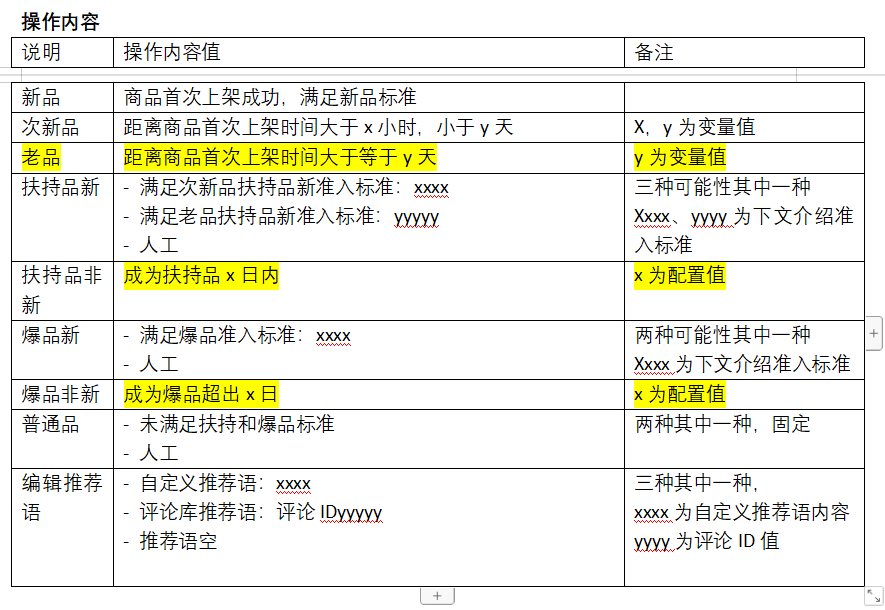 操作内容
说明 操作内容值 备注
新品 商品首次上架成功，满足新品标准
次新品 距离商品首次上架时间大于 x 小时，小于 y 天 X，y 为变量值
老品 距离商品首次上架时间大于等于 y 天 y 为变量值
扶持品新 - 满足次新品扶持品新准入标准：xxxx 三种可能性其中一种
- 满足老品扶持品新准入标准：yyyyy Xxxx、yyyy 为下文介绍准
- 人工 入标准
扶持品非 成为扶持品 x 日内 x 为配置值
新
爆品新 - 满足爆品准入标准：xxxx 两种可能性其中一种
- 人工 Xxxx 为下文介绍准入标准
爆品非新 成为爆品超出 x 日 x 为配置值
普通品 - 未满足扶持和爆品标准 两种其中一种，固定
- 人工
编辑推荐 - 自定义推荐语：xxxx 三种其中一种，
语 - 评论库推荐语：评论 IDyyyyy xxxx 为自定义推荐语内容
- 推荐语空 yyyy 为评论 ID 值